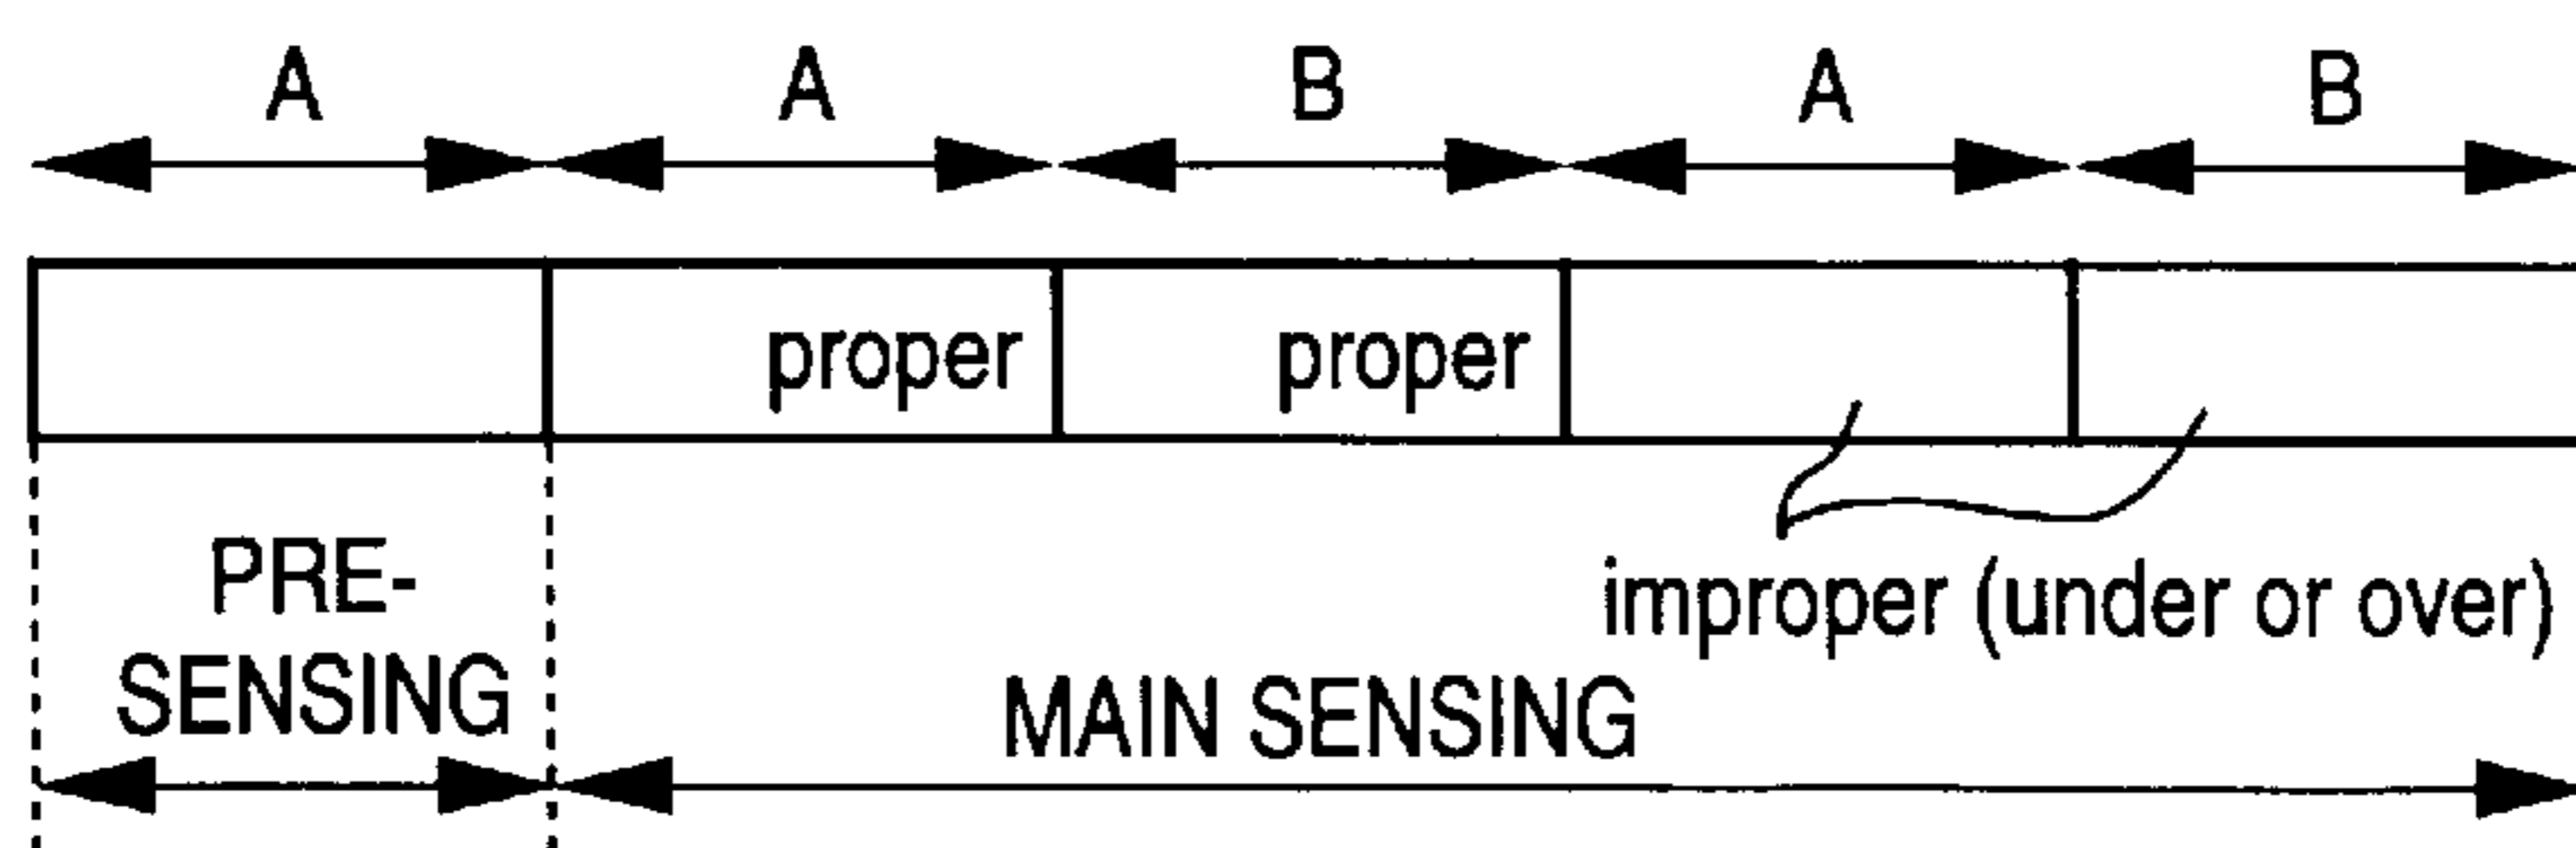 A A B A B
proper proper
improper (under or over)
PRE-
SENSING
MAIN SENSING